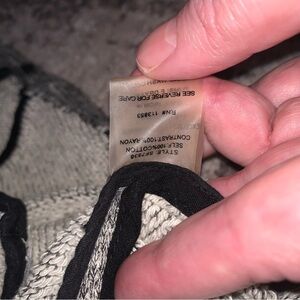 STYLE:
SELF:100%COTTON
CONTRAST:100% RAYON
RN# 113853
SEE REVERSE FOR CARE